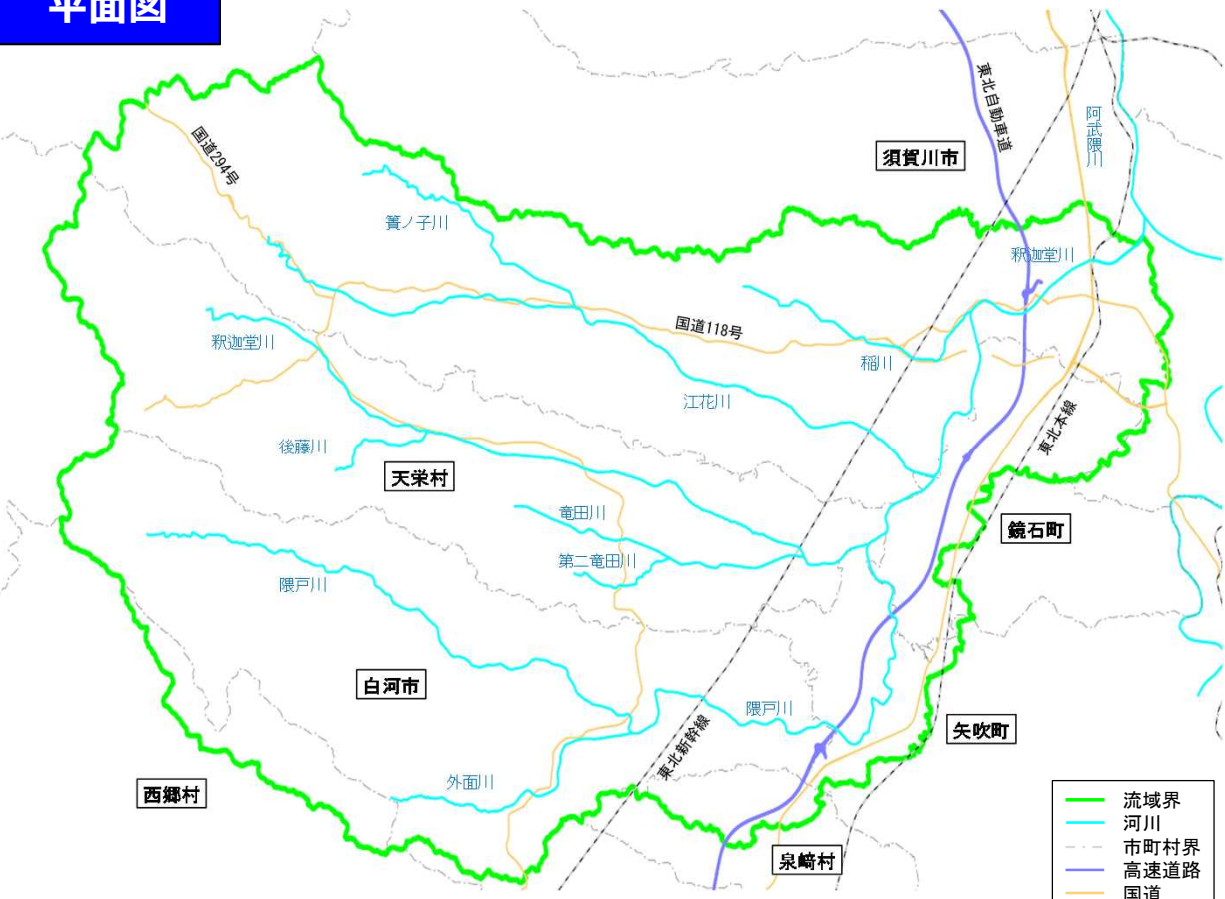 平面図
国道294号
東北自動車道
阿武隈川
須賀川市
簀ノ子川
釈迦堂川
釈迦堂川
国道118号
稲川
江花川
東北本線
後藤川
天栄村
竜田川
鏡石町
第二竜田川
隈戸川
白河市
隈戸川
矢吹町
東北新幹線
外面川
西郷村
泉崎村
流域界
河川
市町村界
高速道路
国道